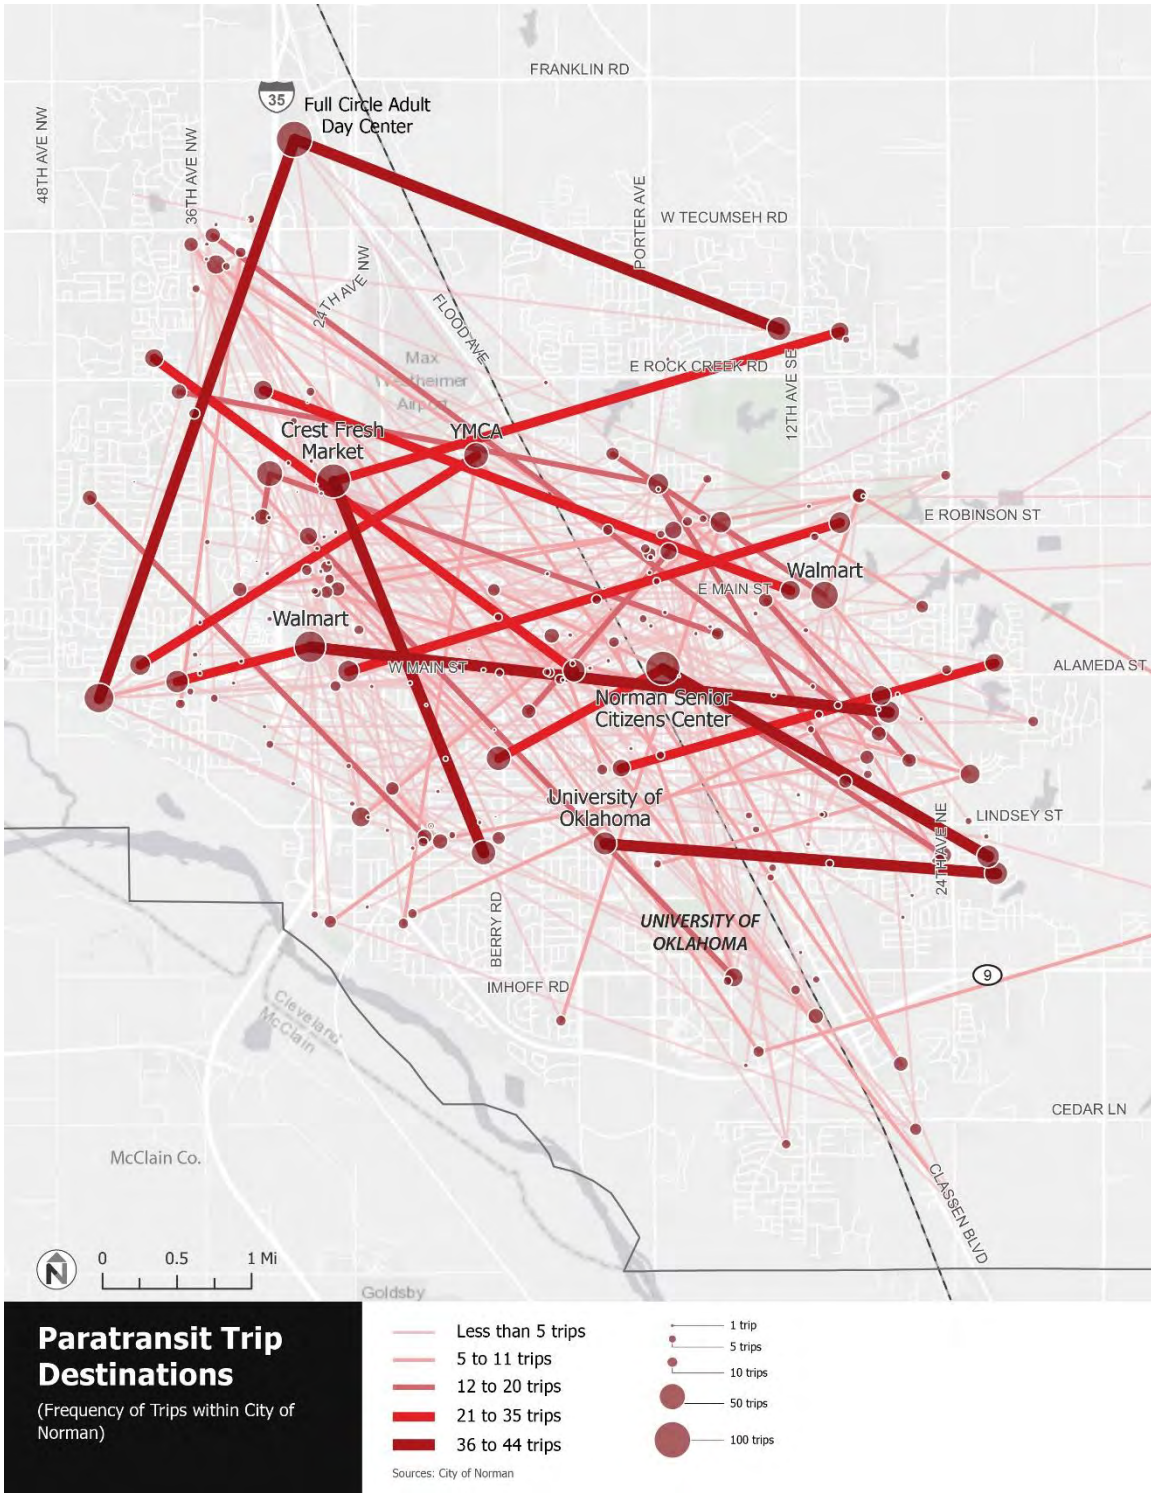 FRANKLIN RD
35
Full Circle Adult
Day Center
48TH AVE NW
36TH AVE NW
PORTER AVE
W TECUMSEH RD
24TH AVE NW
FLOOD AVE
Max
Westheimer
Airport
E ROCK CREEK RD
12TH AVE SE
Crest Fresh
Market
YMCA
E ROBINSON ST
Walmart
E MAIN ST
Walmart
W MAIN ST
ALAMEDA ST
Norman Senior
Citizens Center
University of
Oklahoma
LINDSEY ST
24TH AVE NE
BERRY RD
UNIVERSITY OF
OKLAHOMA
9
IMHOFF RD
Cleveland
McClain
CEDAR LN
McClain Co.
CLASSEN BLVD
N
0 0.5 1 Mi
Goldsby
Paratransit Trip
Destinations
(Frequency of Trips within City of
Norman)
Less than 5 trips
5 to 11 trips
12 to 20 trips
21 to 35 trips
36 to 44 trips
Sources: City of Norman
1 trip
5 trips
10 trips
50 trips
100 trips